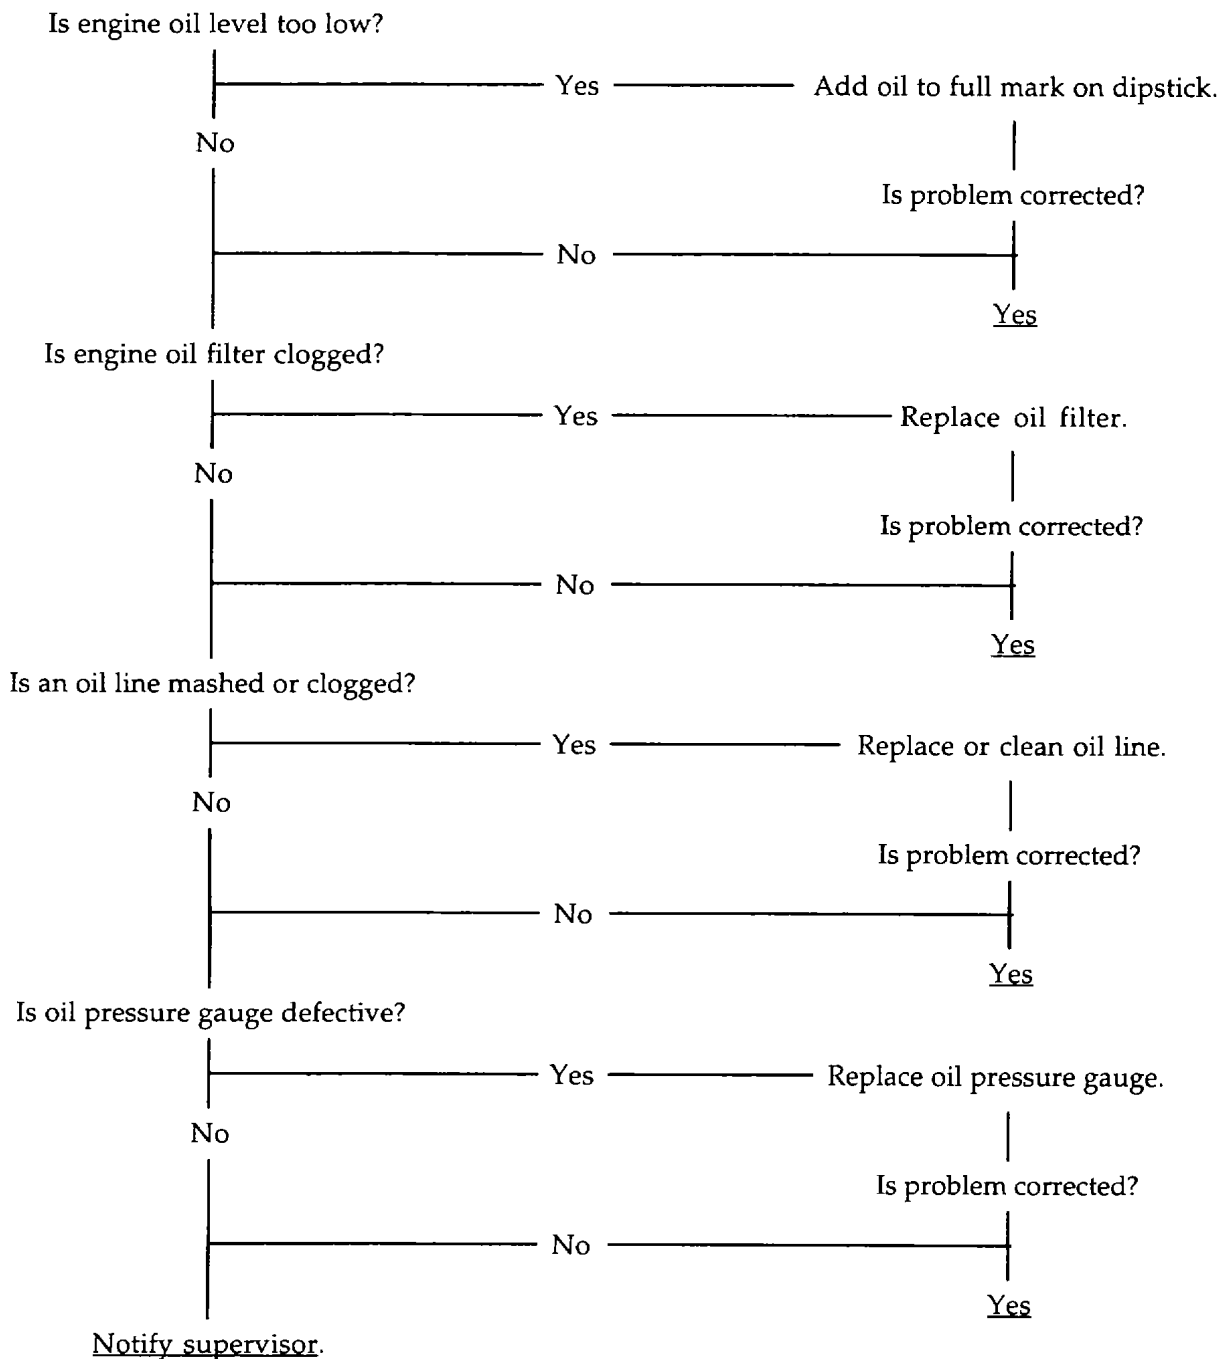 Is engine oil level too low?
Yes
Add oil to full mark on dipstick.
No
Is problem corrected?
No
Yes
Is engine oil filter clogged?
Yes
Replace oil filter.
No
Is problem corrected?
No
Yes
Is an oil line mashed or clogged?
Yes
Replace or clean oil line.
No
Is problem corrected?
No
Yes
Is oil pressure gauge defective?
Yes
Replace oil pressure gauge.
No
Is problem corrected?
No
Yes
Notify supervisor.